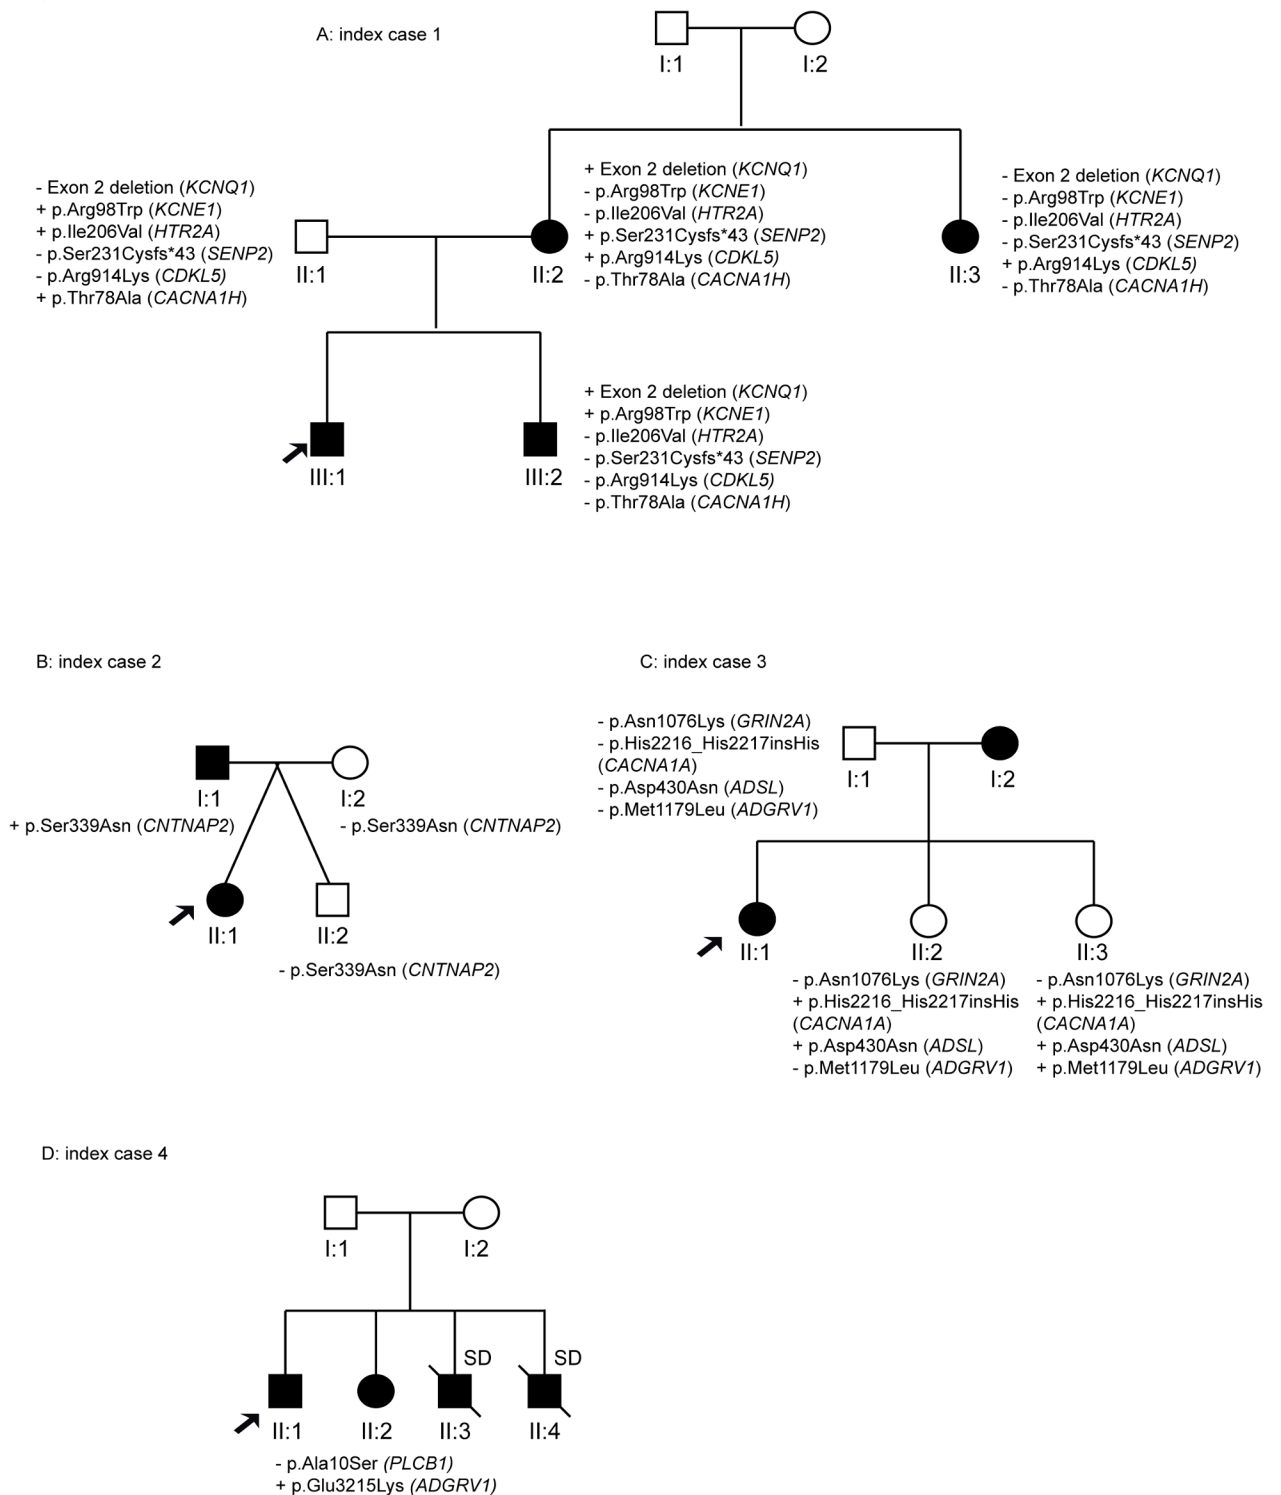 A: index case 1
I:1
I:2
- Exon 2 deletion (KCNQ1)
+ p.Arg98Trp (KCNE1)
+ p.Ile206Val (HTR2A)
- p.Ser231Cysfs*43 (SENP2)
- p.Arg914Lys (CDKL5)
+ p.Thr78Ala (CACNA1H)
II:1
+ Exon 2 deletion (KCNQ1)
- p.Arg98Trp (KCNE1)
- p.Ile206Val (HTR2A)
+ p.Ser231Cysfs*43 (SENP2)
+ p.Arg914Lys (CDKL5)
- p.Thr78Ala (CACNA1H)
II:2
- Exon 2 deletion (KCNQ1)
- p.Arg98Trp (KCNE1)
- p.Ile206Val (HTR2A)
- p.Ser231Cysfs*43 (SENP2)
+ p.Arg914Lys (CDKL5)
- p.Thr78Ala (CACNA1H)
II:3
III:1
III:2
+ Exon 2 deletion (KCNQ1)
+ p.Arg98Trp (KCNE1)
- p.Ile206Val (HTR2A)
- p.Ser231Cysfs*43 (SENP2)
- p.Arg914Lys (CDKL5)
- p.Thr78Ala (CACNA1H)
B: index case 2
I:1
I:2
+ p.Ser339Asn (CNTNAP2)
- p.Ser339Asn (CNTNAP2)
II:1
II:2
- p.Ser339Asn (CNTNAP2)
C: index case 3
- p.Asn1076Lys (GRIN2A)
- p.His2216_His2217insHis
(CACNA1A)
- p.Asp430Asn (ADSL)
- p.Met1179Leu (ADGRV1)
I:1
I:2
II:1
II:2
II:3
- p.Asn1076Lys (GRIN2A)
+ p.His2216_His2217insHis
(CACNA1A)
+ p.Asp430Asn (ADSL)
- p.Met1179Leu (ADGRV1)
- p.Asn1076Lys (GRIN2A)
+ p.His2216_His2217insHis
(CACNA1A)
+ p.Asp430Asn (ADSL)
+ p.Met1179Leu (ADGRV1)
D: index case 4
I:1
I:2
SD
SD
II:1
II:2
II:3
II:4
- p.Ala10Ser (PLCB1)
+ p.Glu3215Lys (ADGRV1)